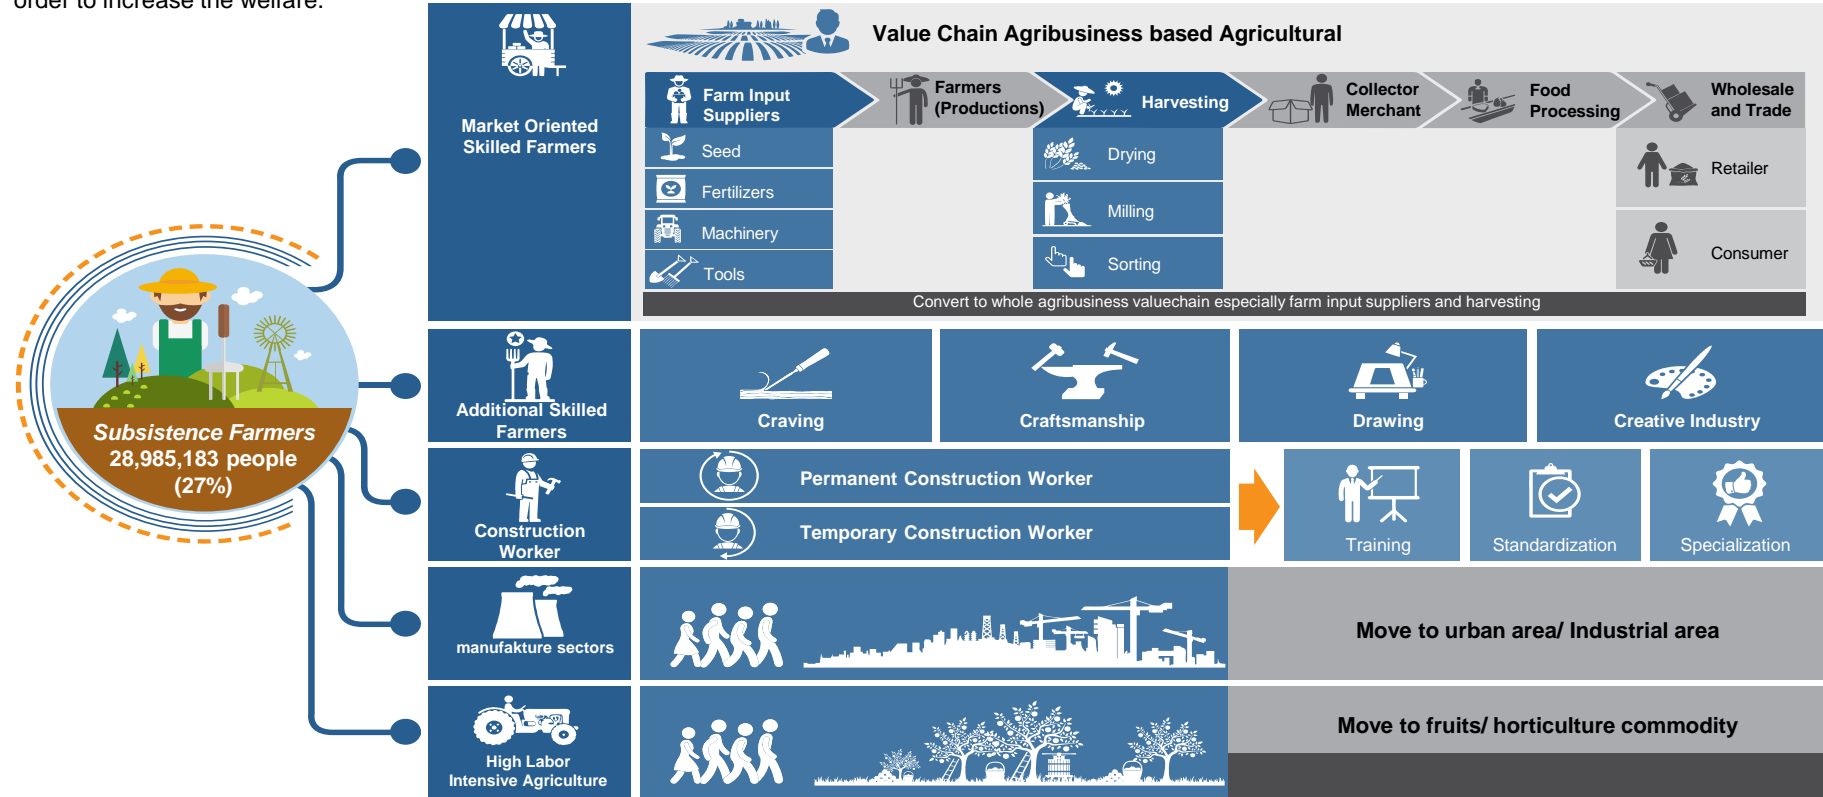 order to increase the welfare.
Value Chain Agribusiness based Agricultural
Market Oriented
Skilled Farmers
Farm Input
Suppliers
Farmers
(Productions)
Harvesting
Collector
Merchant
Food
Processing
Wholesale
and Trade
Seed
Fertilizers
Machinery
Tools
Drying
Milling
Sorting
Retailer
Consumer
Convert to whole agribusiness valuechain especially farm input suppliers and harvesting
Subsistence Farmers
28,985,183 people
(27%)
Additional Skilled
Farmers
Craving
Craftsmanship
Drawing
Creative Industry
Construction
Worker
Permanent Construction Worker
Temporary Construction Worker
Training
Standardization
Specialization
manufakture sectors
Move to urban area/ Industrial area
High Labor
Intensive Agriculture
Move to fruits/ horticulture commodity